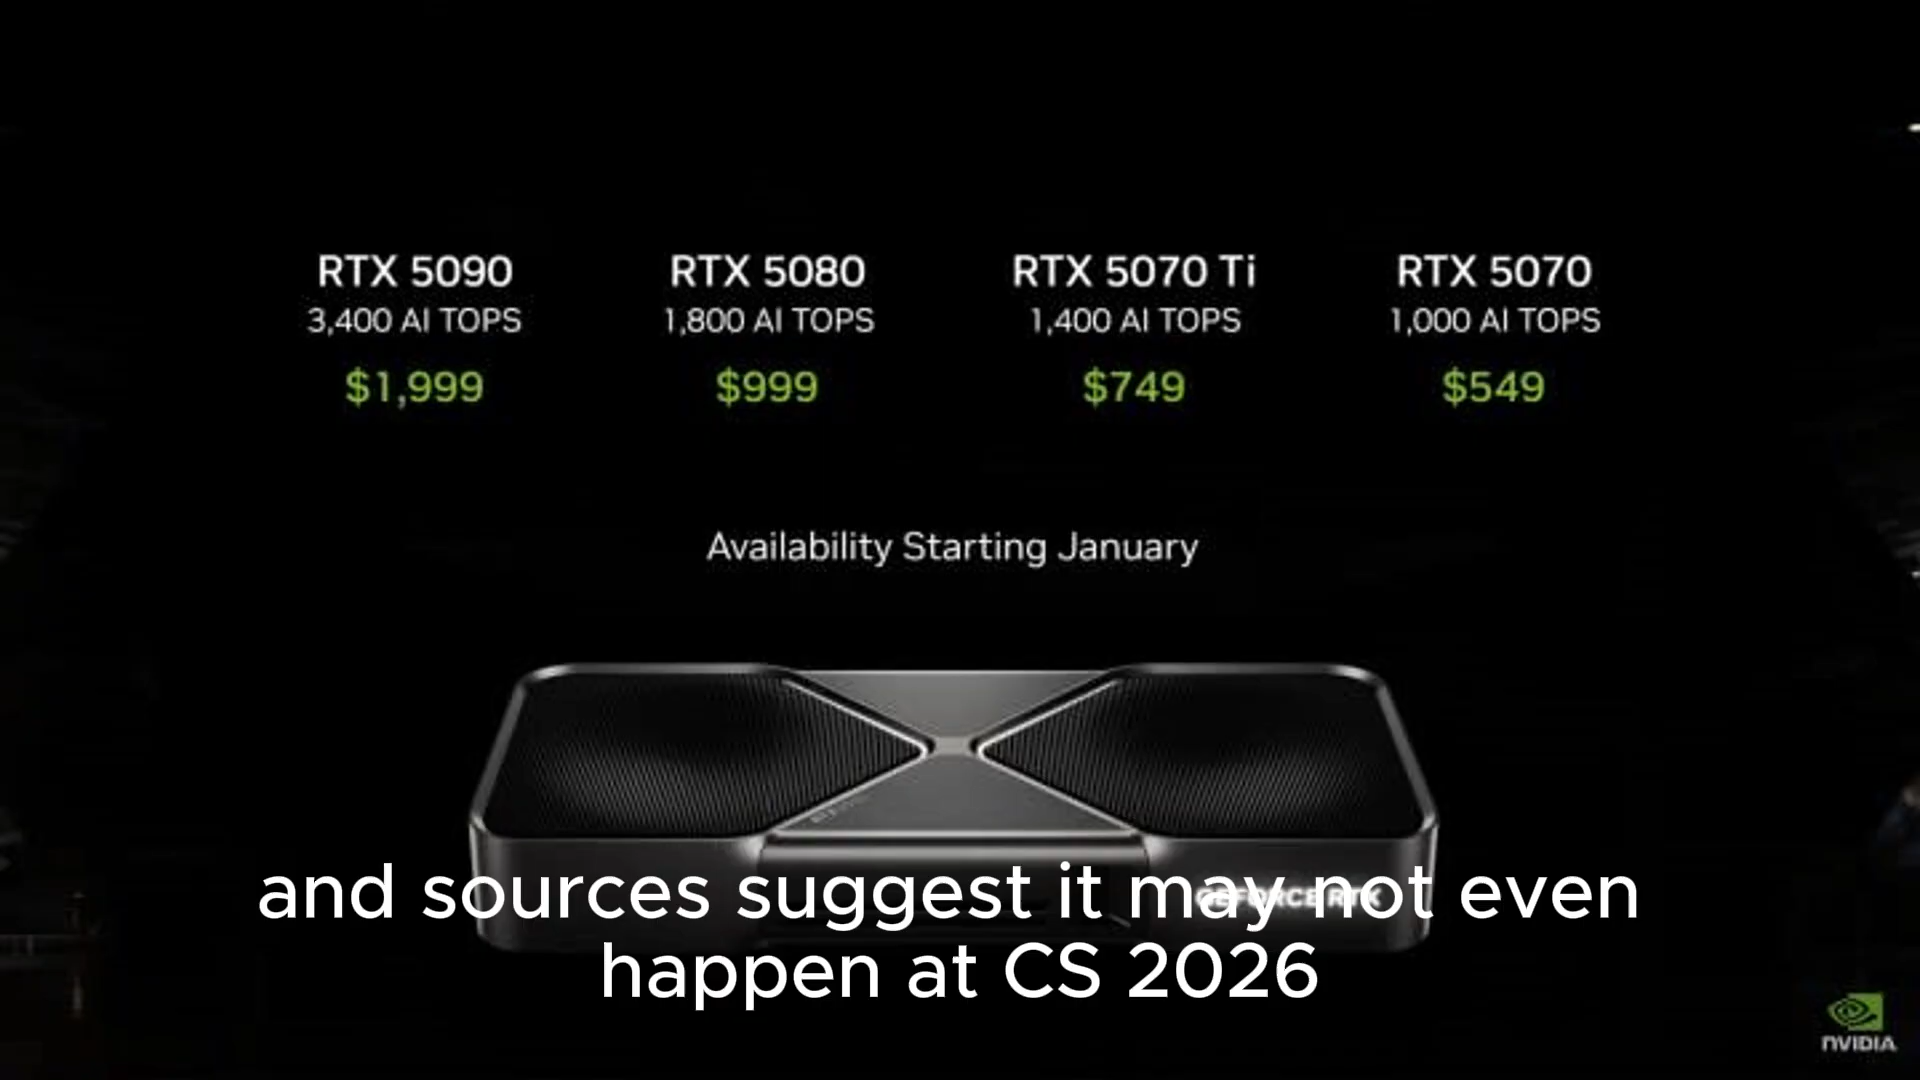 RTX 5090
3,400 AI TOPS
$1,999
RTX 5080
1,800 AI TOPS
$999
RTX 5070 Ti
1,400 AI TOPS
$749
RTX 5070
1,000 AI TOPS
$549
Availability Starting January
GEFORCE RTX
and sources suggest it may not even
happen at CS 2026
NVIDIA